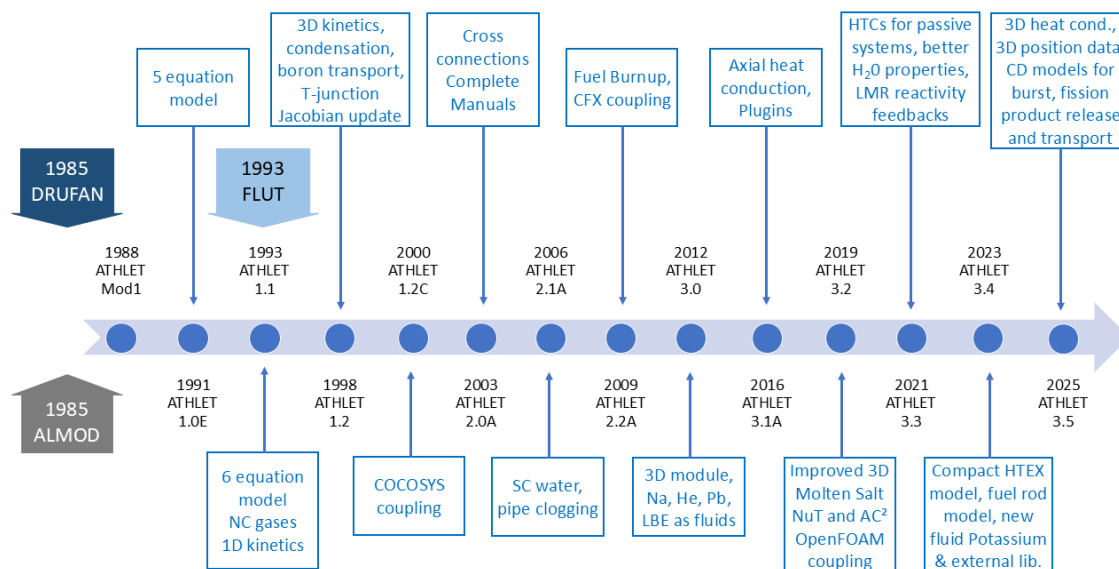 5 equation
model
3D kinetics,
condensation,
boron transport,
T-junction
Jacobian update
Cross
connections
Complete
Manuals
Fuel Burnup,
CFX coupling
Axial heat
conduction,
Plugins
HTCs for passive
systems, better
H₂0 properties,
LMR reactivity
feedbacks
3D heat cond.,
3D position data,
CD models for
burst, fission
product release
and transport
1985
DRUFAN
1993
FLUT
1988
ATHLET
Mod1
1993
ATHLET
1.1
2000
ATHLET
1.2C
2006
ATHLET
2.1A
2012
ATHLET
3.0
2019
ATHLET
3.2
2023
ATHLET
3.4
1985
ALMOD
1991
ATHLET
1.0E
1998
ATHLET
1.2
2003
ATHLET
2.0A
2009
ATHLET
2.2A
2016
ATHLET
3.1A
2021
ATHLET
3.3
2025
ATHLET
3.5
6 equation
model
NC gases
1D kinetics
COCOSYS
coupling
SC water,
pipe clogging
3D module,
Na, He, Pb,
LBE as fluids
Improved 3D
Molten Salt
NuT and AC²
OpenFOAM
coupling
Compact HTEX
model, fuel rod
model, new
fluid Potassium
& external lib.